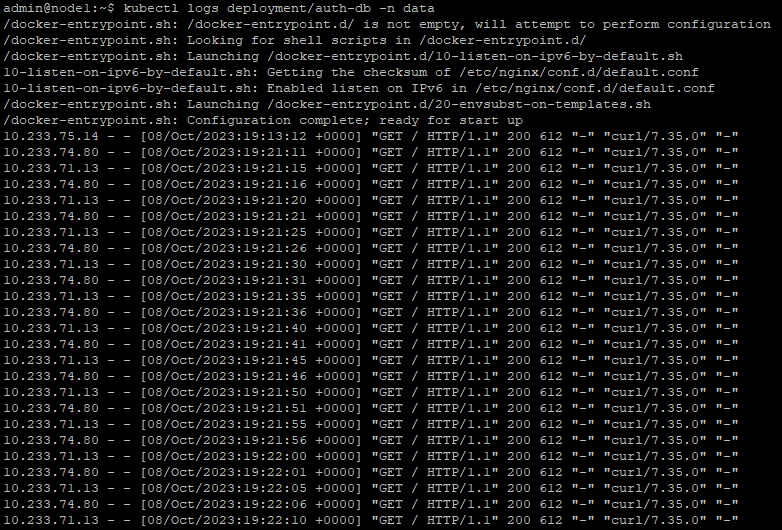 admin@node1:~$ kubectl logs deployment/auth-db -n data
/docker-entrypoint.sh: /docker-entrypoint.d/ is not empty, will attempt to perform configuration
/docker-entrypoint.sh: Looking for shell scripts in /docker-entrypoint.d/
/docker-entrypoint.sh: Launching /docker-entrypoint.d/10-listen-on-ipv6-by-default.sh
10-listen-on-ipv6-by-default.sh: Getting the checksum of /etc/nginx/conf.d/default.conf
10-listen-on-ipv6-by-default.sh: Enabled listen on IPv6 in /etc/nginx/conf.d/default.conf
/docker-entrypoint.sh: Launching /docker-entrypoint.d/20-envsubst-on-templates.sh
/docker-entrypoint.sh: Configuration complete; ready for start up
10.233.75.14 - - [08/Oct/2023:19:13:12 +0000] "GET / HTTP/1.1" 200 612 "-" "curl/7.35.0" "-"
10.233.74.80 - - [08/Oct/2023:19:21:11 +0000] "GET / HTTP/1.1" 200 612 "-" "curl/7.35.0" "-"
10.233.71.13 - - [08/Oct/2023:19:21:15 +0000] "GET / HTTP/1.1" 200 612 "-" "curl/7.35.0" "-"
10.233.74.80 - - [08/Oct/2023:19:21:16 +0000] "GET / HTTP/1.1" 200 612 "-" "curl/7.35.0" "-"
10.233.71.13 - - [08/Oct/2023:19:21:20 +0000] "GET / HTTP/1.1" 200 612 "-" "curl/7.35.0" "-"
10.233.74.80 - - [08/Oct/2023:19:21:21 +0000] "GET / HTTP/1.1" 200 612 "-" "curl/7.35.0" "-"
10.233.71.13 - - [08/Oct/2023:19:21:25 +0000] "GET / HTTP/1.1" 200 612 "-" "curl/7.35.0" "-"
10.233.74.80 - - [08/Oct/2023:19:21:26 +0000] "GET / HTTP/1.1" 200 612 "-" "curl/7.35.0" "-"
10.233.71.13 - - [08/Oct/2023:19:21:30 +0000] "GET / HTTP/1.1" 200 612 "-" "curl/7.35.0" "-"
10.233.74.80 - - [08/Oct/2023:19:21:31 +0000] "GET / HTTP/1.1" 200 612 "-" "curl/7.35.0" "-"
10.233.71.13 - - [08/Oct/2023:19:21:35 +0000] "GET / HTTP/1.1" 200 612 "-" "curl/7.35.0" "-"
10.233.74.80 - - [08/Oct/2023:19:21:36 +0000] "GET / HTTP/1.1" 200 612 "-" "curl/7.35.0" "-"
10.233.71.13 - - [08/Oct/2023:19:21:40 +0000] "GET / HTTP/1.1" 200 612 "-" "curl/7.35.0" "-"
10.233.74.80 - - [08/Oct/2023:19:21:41 +0000] "GET / HTTP/1.1" 200 612 "-" "curl/7.35.0" "-"
10.233.71.13 - - [08/Oct/2023:19:21:45 +0000] "GET / HTTP/1.1" 200 612 "-" "curl/7.35.0" "-"
10.233.74.80 - - [08/Oct/2023:19:21:46 +0000] "GET / HTTP/1.1" 200 612 "-" "curl/7.35.0" "-"
10.233.71.13 - - [08/Oct/2023:19:21:50 +0000] "GET / HTTP/1.1" 200 612 "-" "curl/7.35.0" "-"
10.233.74.80 - - [08/Oct/2023:19:21:51 +0000] "GET / HTTP/1.1" 200 612 "-" "curl/7.35.0" "-"
10.233.71.13 - - [08/Oct/2023:19:21:55 +0000] "GET / HTTP/1.1" 200 612 "-" "curl/7.35.0" "-"
10.233.74.80 - - [08/Oct/2023:19:21:56 +0000] "GET / HTTP/1.1" 200 612 "-" "curl/7.35.0" "-"
10.233.71.13 - - [08/Oct/2023:19:22:00 +0000] "GET / HTTP/1.1" 200 612 "-" "curl/7.35.0" "-"
10.233.74.80 - - [08/Oct/2023:19:22:01 +0000] "GET / HTTP/1.1" 200 612 "-" "curl/7.35.0" "-"
10.233.71.13 - - [08/Oct/2023:19:22:05 +0000] "GET / HTTP/1.1" 200 612 "-" "curl/7.35.0" "-"
10.233.74.80 - - [08/Oct/2023:19:22:06 +0000] "GET / HTTP/1.1" 200 612 "-" "curl/7.35.0" "-"
10.233.71.13 - - [08/Oct/2023:19:22:10 +0000] "GET / HTTP/1.1" 200 612 "-" "curl/7.35.0" "-"